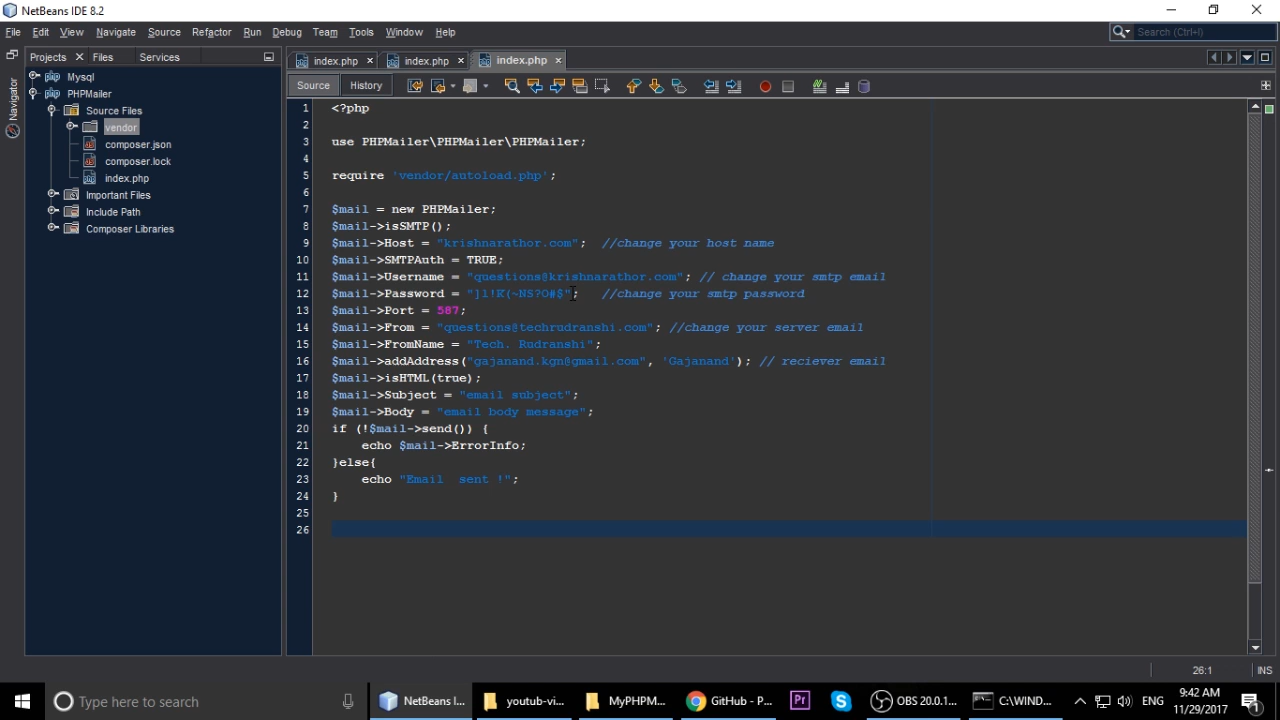 NetBeans IDE 8.2
File Edit View Navigate Source Refactor Run Debug Team Tools Window Help
Search (Ctrl+I)
Projects Files Services
index.php index.php index.php
Navigator
Source History
Mysql
PHPMailer
Source Files
vendor
composer.json
composer.lock
index.php
Important Files
Include Path
Composer Libraries
1 <?php
2
3 use PHPMailer\PHPMailer\PHPMailer;
4
5 require 'vendor/autoload.php';
6
7 $mail = new PHPMailer;
8 $mail->isSMTP();
9 $mail->Host = "krishnarathor.com"; //change your host name
10 $mail->SMTPAuth = TRUE;
11 $mail->Username = "questions@krishnarathor.com"; // change your smtp email
12 $mail->Password = "]l!K(~NS?O#$"; //change your smtp password
13 $mail->Port = 587;
14 $mail->From = "questions@techrudranshi.com"; //change your server email
15 $mail->FromName = "Tech. Rudranshi";
16 $mail->addAddress("gajanand.kgn@gmail.com", 'Gajanand'); // reciever email
17 $mail->isHTML(true);
18 $mail->Subject = "email subject";
19 $mail->Body = "email body message";
20 if (!$mail->send()) {
21 echo $mail->ErrorInfo;
22 }else{
23 echo "Email  sent !";
24 }
25
26
26:1 INS
Type here to search
NetBeans I... youtub-vi... MyPHPM... GitHub - P... Pr OBS 20.0.1... C:\WIND...
ENG
9:42 AM
11/29/2017
1